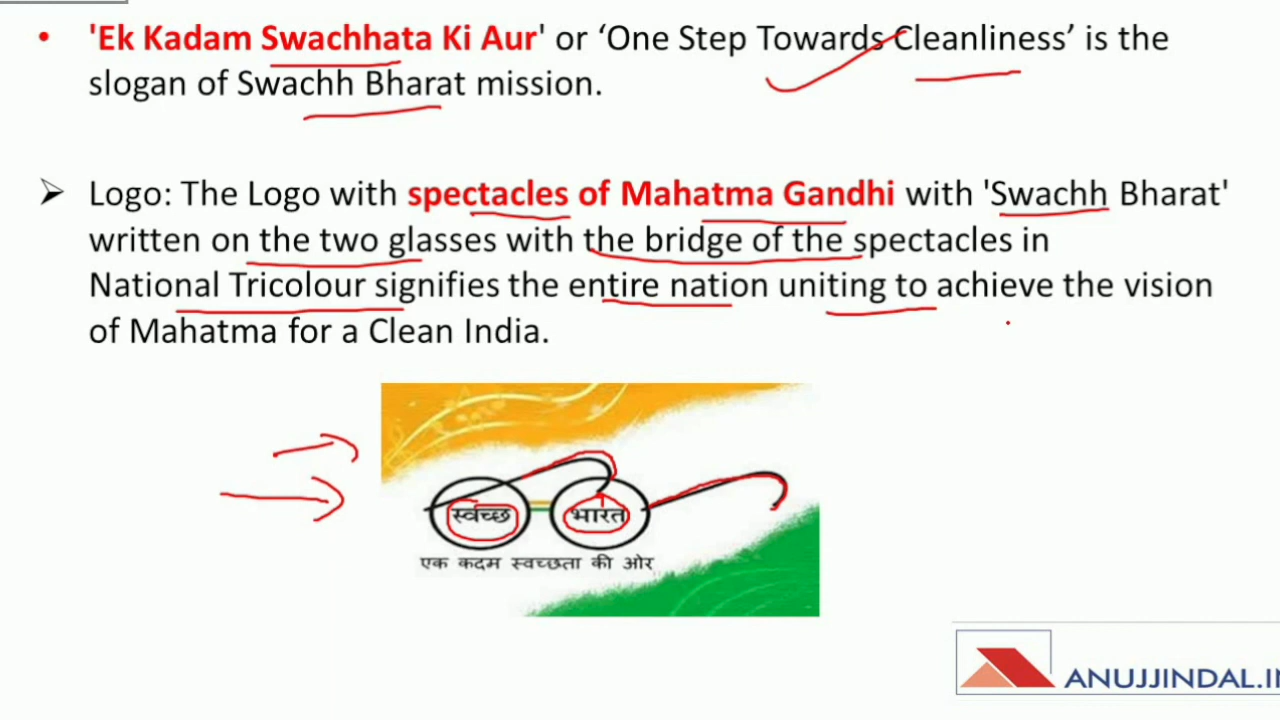 'Ek Kadam Swachhata Ki Aur' or ‘One Step Towards Cleanliness’ is the
slogan of Swachh Bharat mission.
Logo: The Logo with spectacles of Mahatma Gandhi with 'Swachh Bharat'
written on the two glasses with the bridge of the spectacles in
National Tricolour signifies the entire nation uniting to achieve the vision
of Mahatma for a Clean India.
स्वच्छ भारत
एक कदम स्वच्छता की ओर